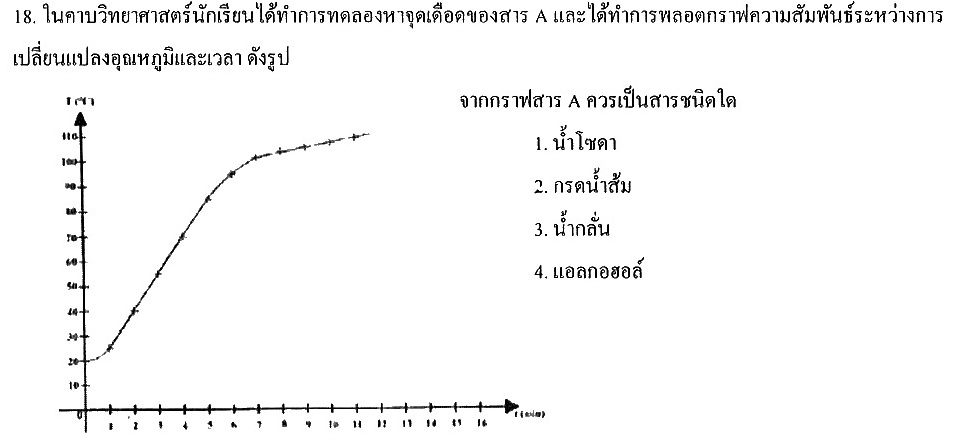 18. ในคาบวิทยาศาสตร์นักเรียนได้ทำการทดลองหาจุดเดือดของสาร A และได้ทำการพลอตกราฟความสัมพันธ์ระหว่างการ
เปลี่ยนแปลงอุณหภูมิและเวลา ดังรูป
จากกราฟสาร A ควรเป็นสารชนิดใด
1. น้ำโซดา
2. กรดน้ำส้ม
3. น้ำกลั่น
4. แอลกอฮอล์
110
100
90
80
70
60
50
40
30
20
10
0
1 2 3 4 5 6 7 8 9 10 11 12 13 14 15 16